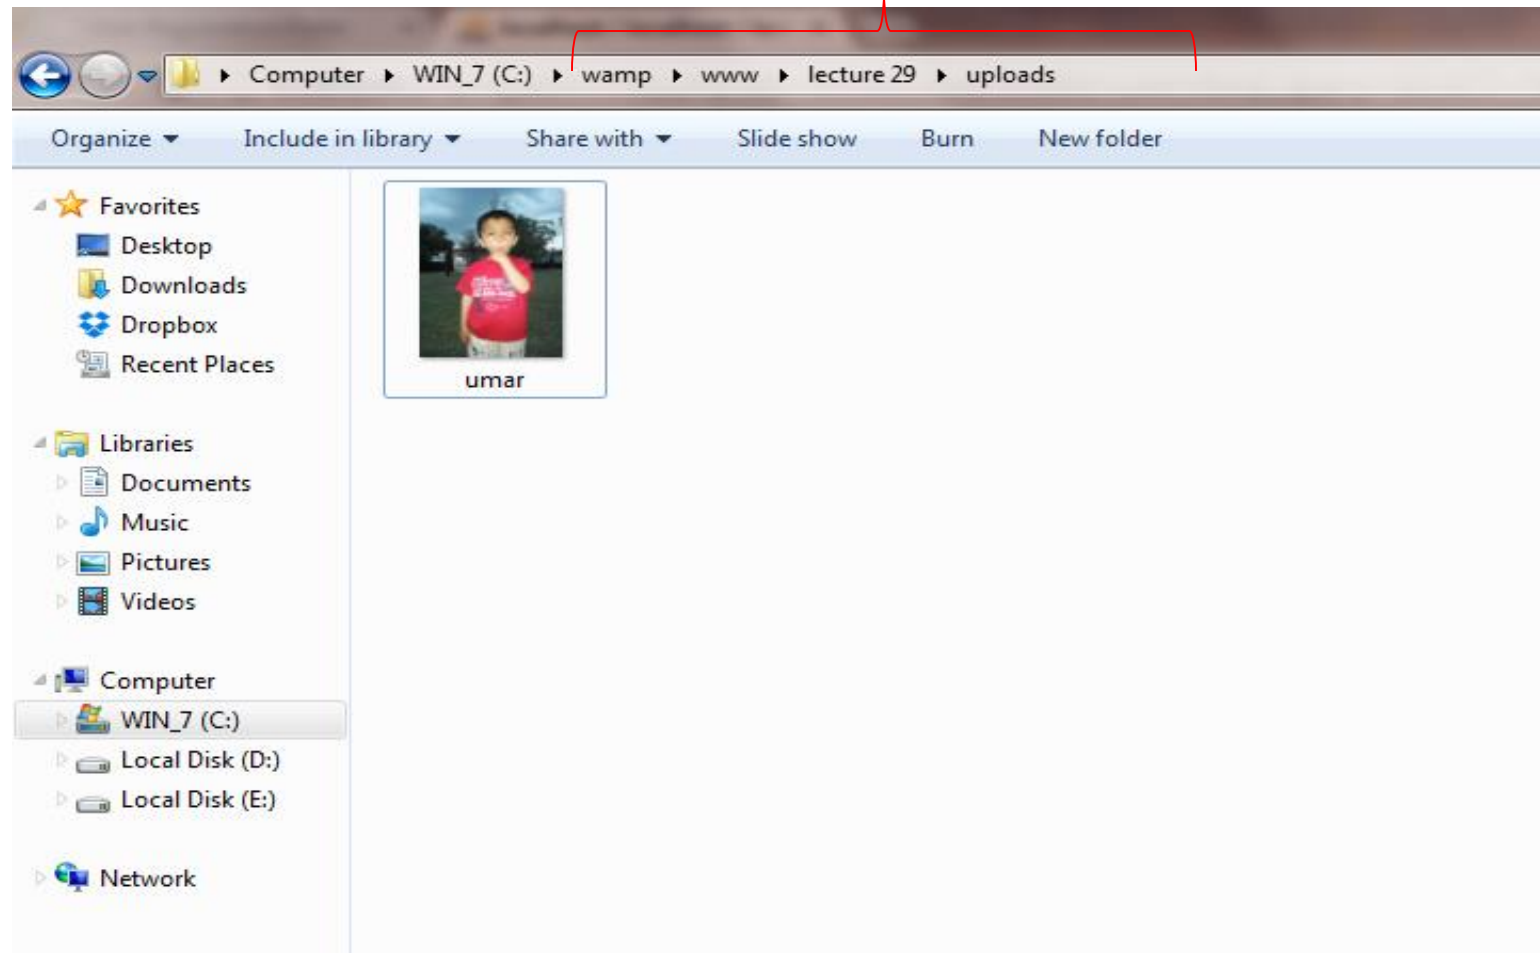 Computer WIN_7 (C:) wamp www lecture 29 uploads
Organize Include in library Share with Slide show Burn New folder
Favorites
Desktop
Downloads
Dropbox
Recent Places
Libraries
Documents
Music
Pictures
Videos
Computer
WIN_7 (C:)
Local Disk (D:)
Local Disk (E:)
Network
umar